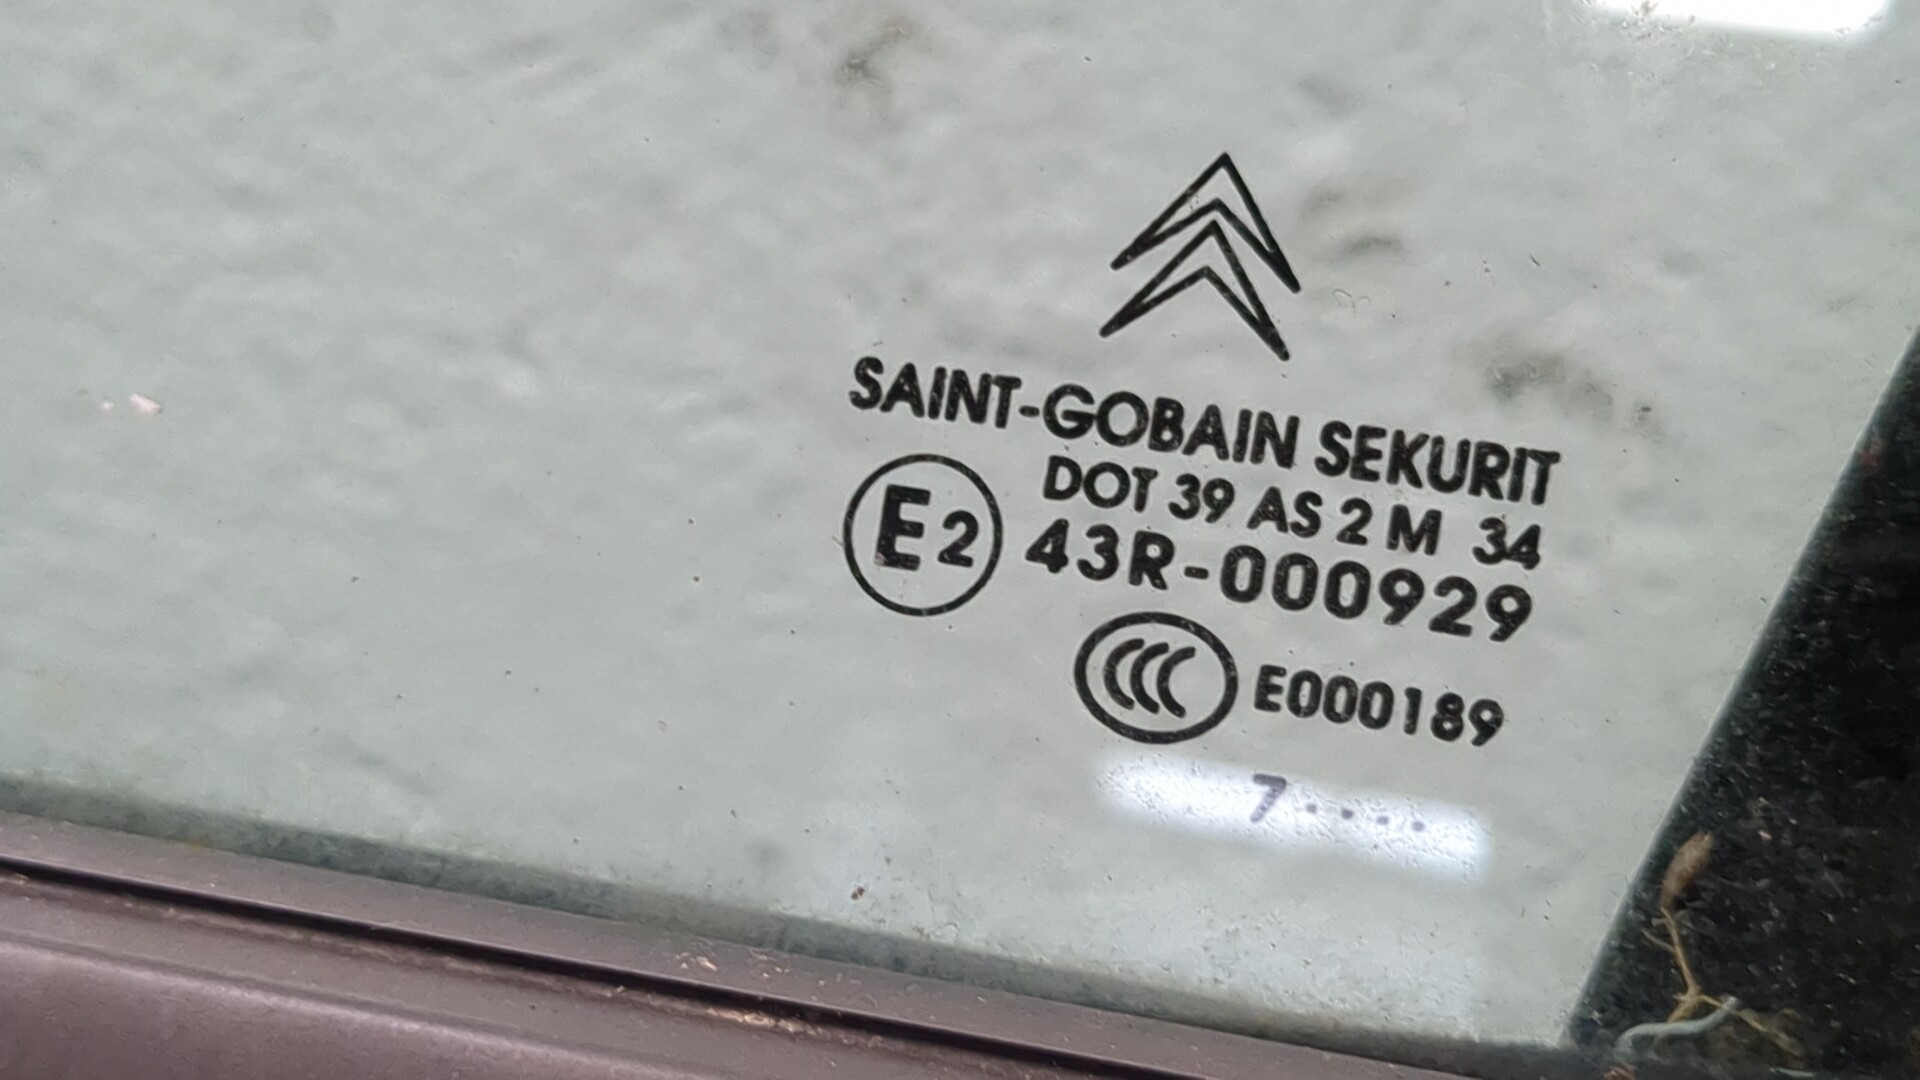 SAINT-GOBAIN SEKURIT
DOT 39 AS 2 M 34
E2 43R-000929
CCC E000189
7....